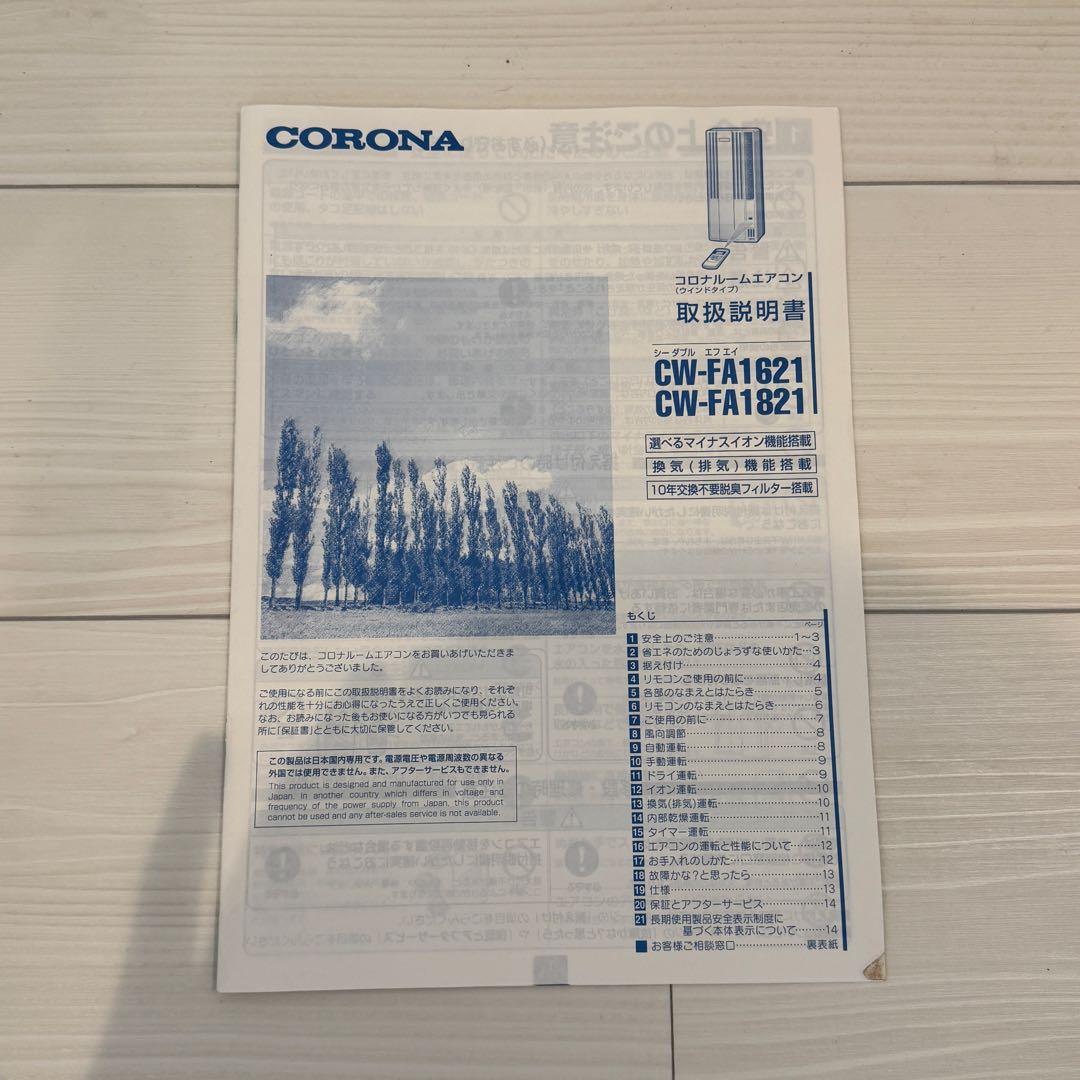 CORONA
コロナルームエアコン
(ウインドタイプ)
取扱説明書
シー ダブル エフ エイ
CW-FA1621
CW-FA1821
選べるマイナスイオン機能搭載
換気(排気)機能搭載
10年交換不要脱臭フィルター搭載
このたびは、コロナルームエアコンをお買いあげいただきま
してありがとうございました。
ご使用になる前にこの取扱説明書をよくお読みになり、それぞ
れの性能を十分にお心得になったうえで正しくご使用ください。
なお、お読みになった後もお使いになる方がいつでも見られる
所に「保証書」とともに大切に保管してください。
この製品は日本国内専用です。電源電圧や電源周波数の異なる
外国では使用できません。また、アフターサービスもできません。
This product is designed and manufactured for use only in
Japan. In another country which differs in voltage and
frequency of the power supply from Japan, this product
cannot be used and any after-sales service is not available.
もくじ
ページ
1 安全上のご注意……………………1〜3
2 省エネのためのじょうずな使いかた…3
3 据え付け……………………………4
4 リモコンご使用の前に………………4
5 各部のなまえとはたらき……………5
6 リモコンのなまえとはたらき…………6
7 ご使用の前に………………………7
8 風向調節……………………………8
9 自動運転……………………………8
10 手動運転……………………………9
11 ドライ運転…………………………9
12 イオン運転…………………………10
13 換気(排気)運転……………………10
14 内部乾燥運転………………………11
15 タイマー運転………………………11
16 エアコンの運転と性能について………12
17 お手入れのしかた…………………12
18 故障かな?と思ったら………………13
19 仕様…………………………………13
20 保証とアフターサービス……………14
21 長期使用製品安全表示制度に
基づく本体表示について……………14
お客様ご相談窓口……………裏表紙